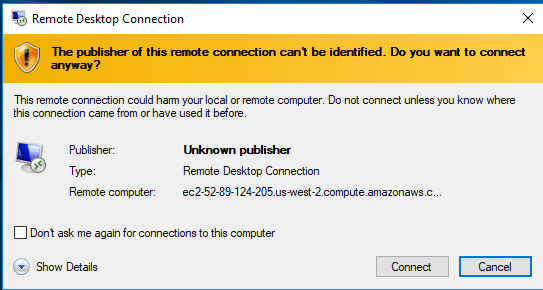 Remote Desktop Connection
The publisher of this remote connection can't be identified. Do you want to connect
anyway?
This remote connection could ham your local or remote computer. Do not connect unless you know where
this connection came from or have used it before.
Publisher: Unknown publisher
Type: Remote Desktop Connection
Remote computer: ec2-52-89-124-205.us-west-2.compute.amazonaws.c...
Don't ask me again for connections to this computer
Show Details Connect Cancel